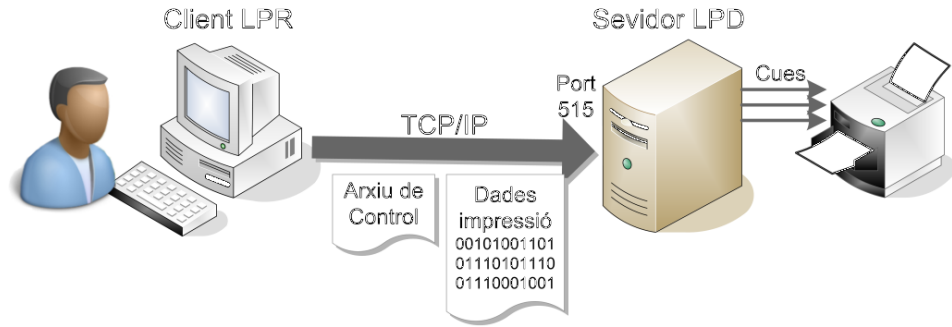 Client LPR
Sevidor LPD
Port
515
Cues
TCP/IP
Arxiu de
Control
Dades
impressió
00101001101
01110101110
01110001001